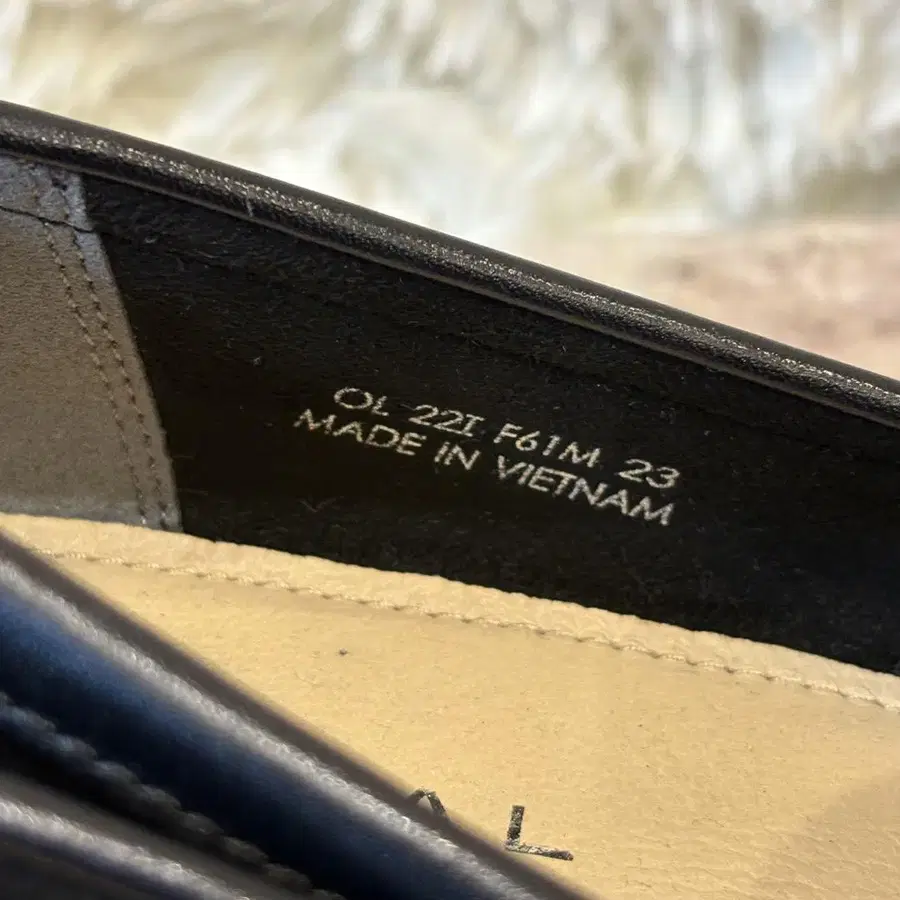 OL 22I F61M 23
MADE IN VIETNAM
L